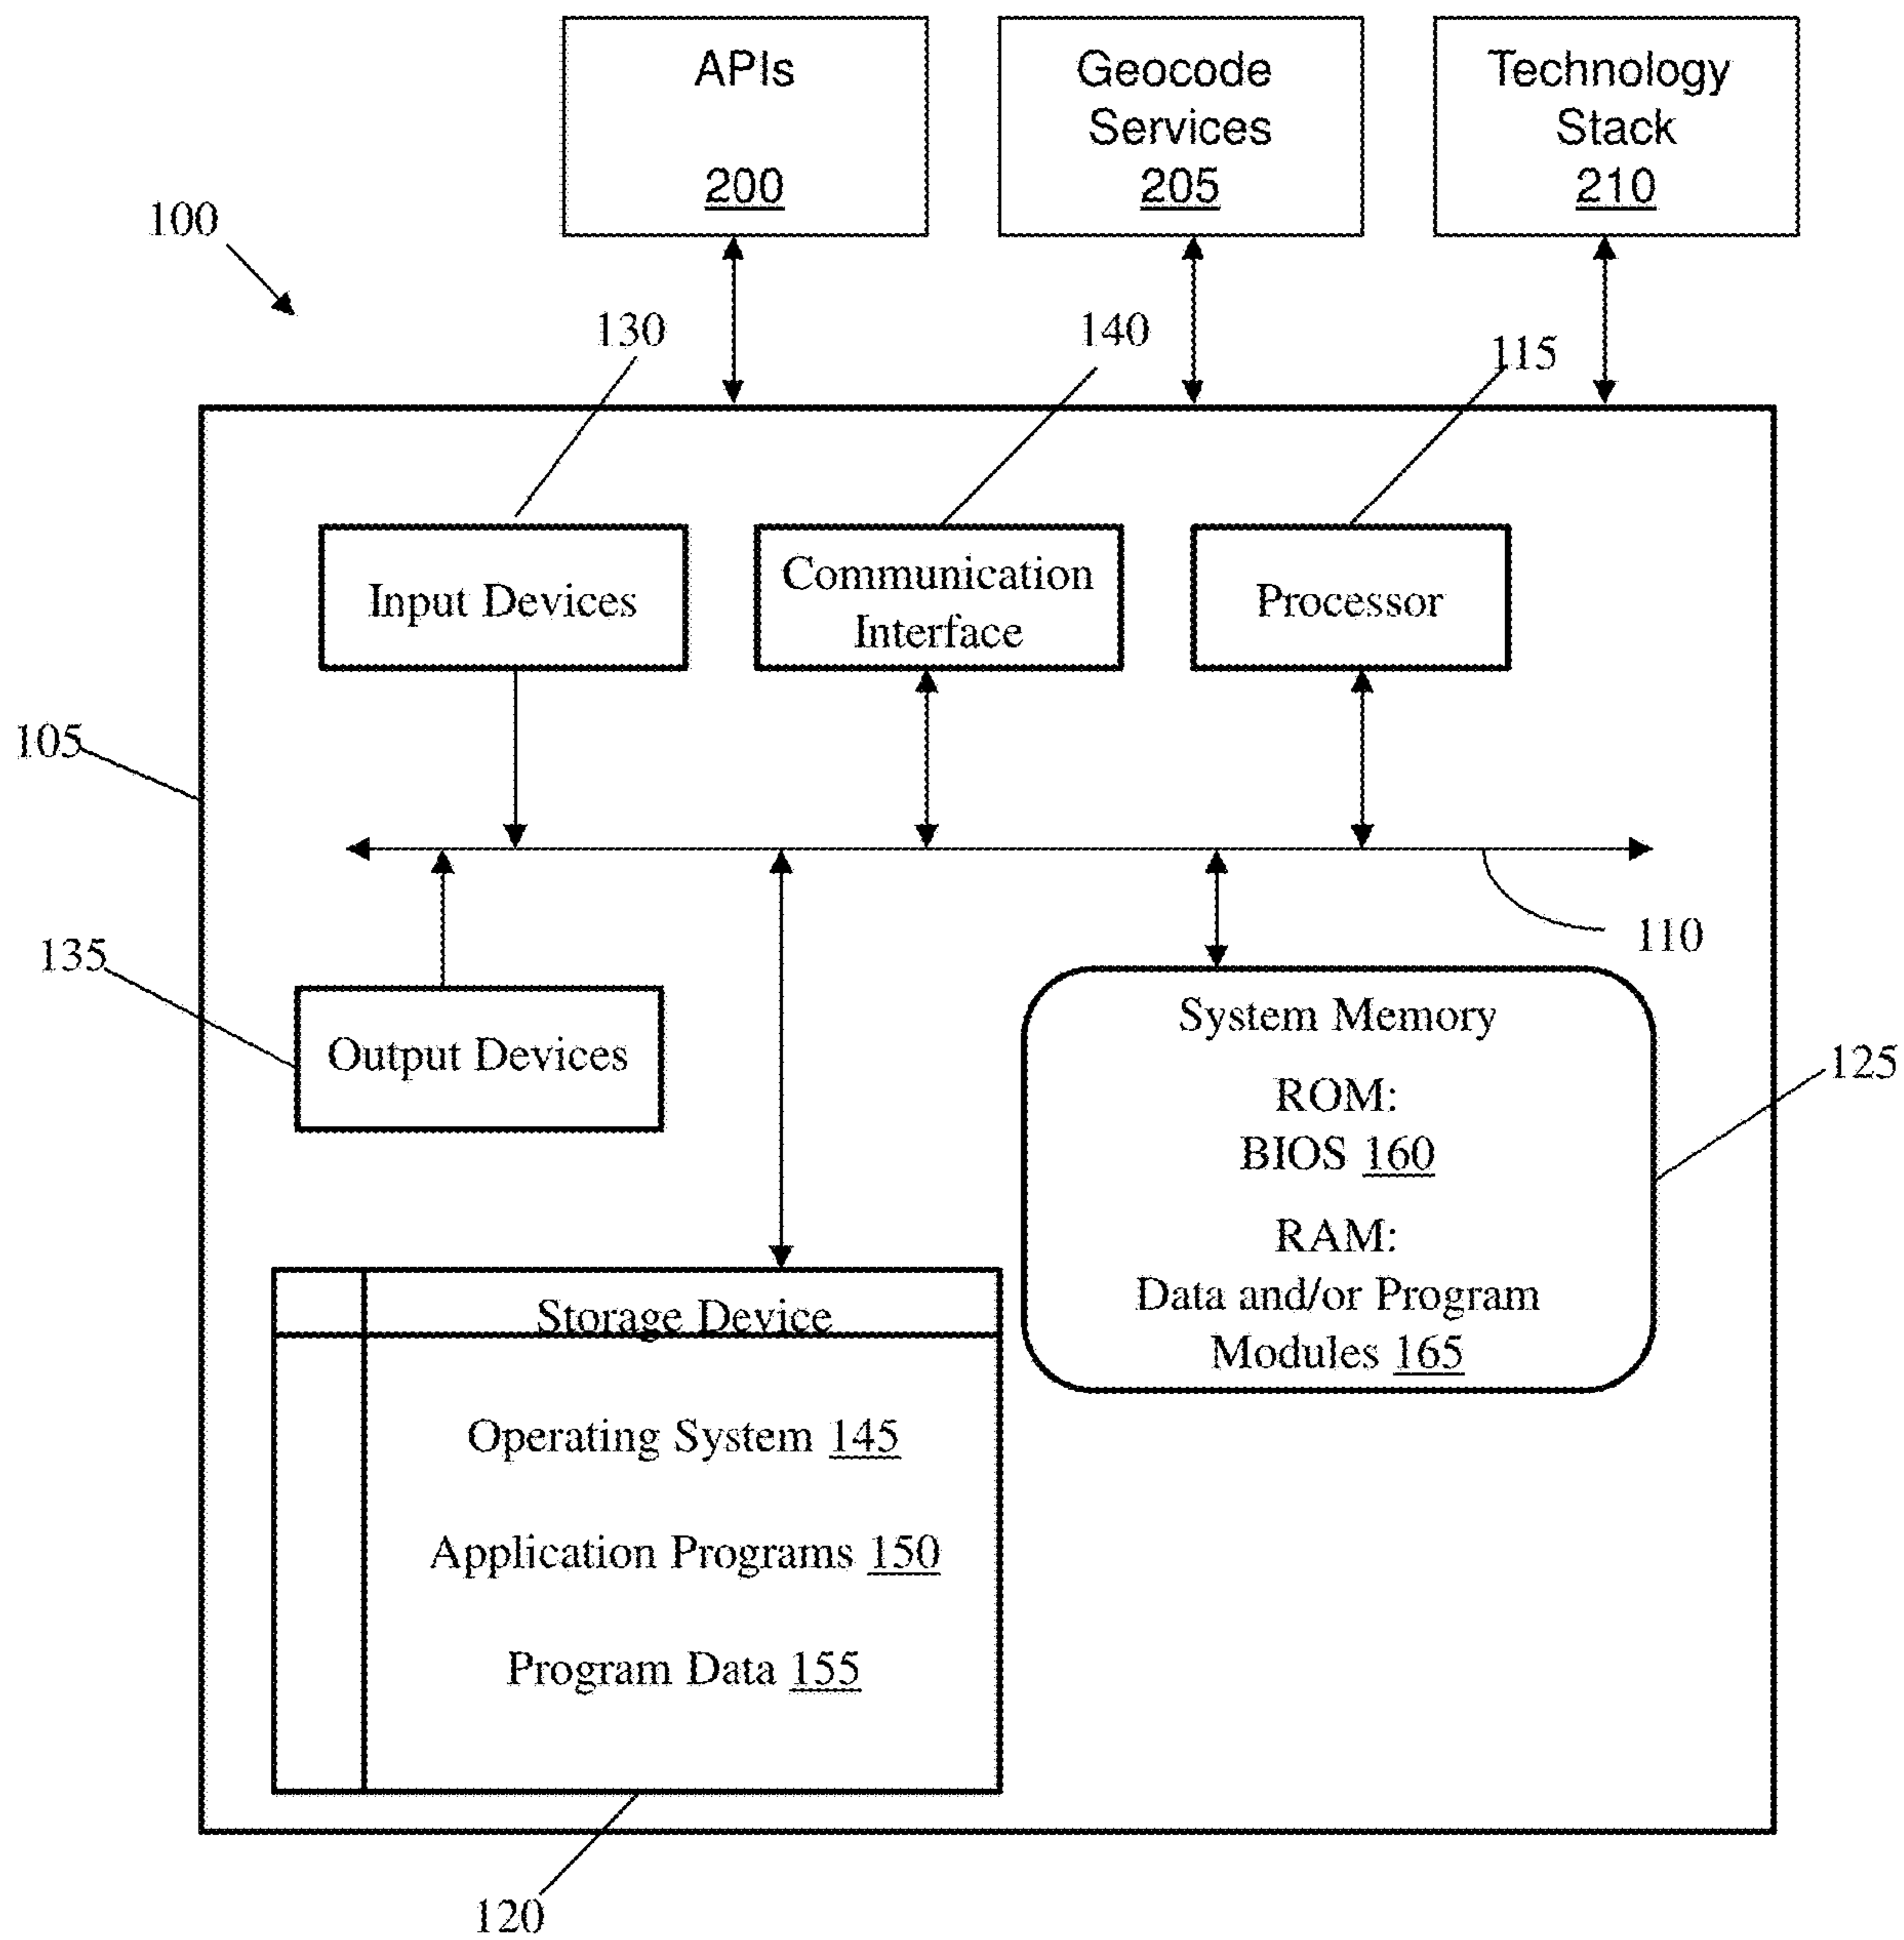 APIs
200
Geocode
Services
205
Technology
Stack
210
100
130
140
115
Input Devices
Communication
Interface
Processor
105
110
135
Output Devices
System Memory
ROM:
BIOS 160
RAM:
Data and/or Program
Modules 165
125
Storage Device
Operating System 145
Application Programs 150
Program Data 155
120